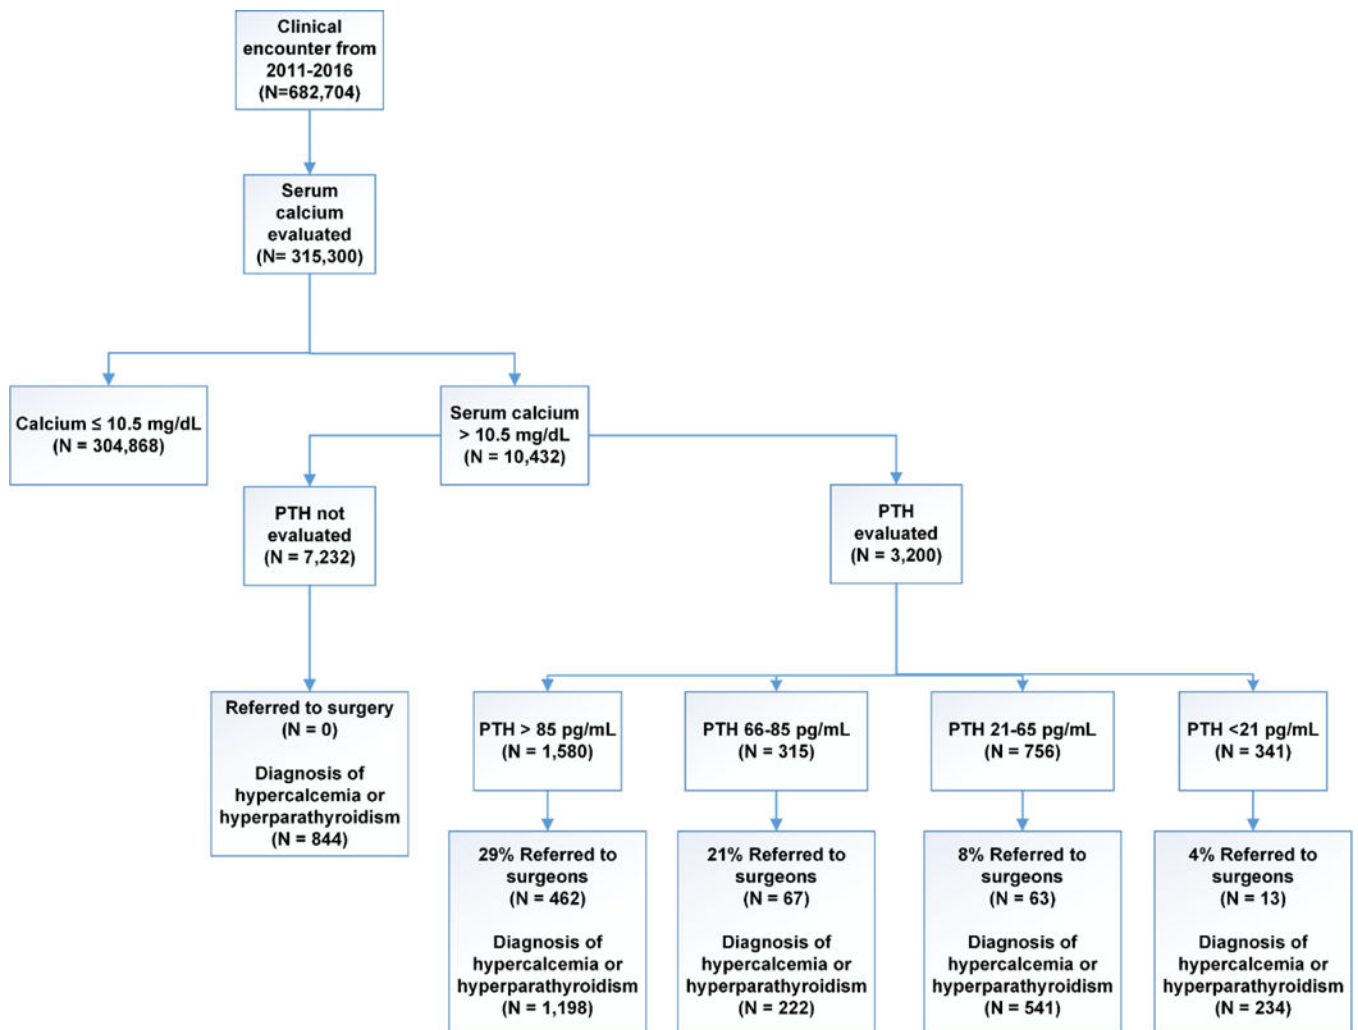 Clinical
encounter from
2011-2016
(N=682,704)
Serum
calcium
evaluated
(N= 315,300)
Calcium ≤ 10.5 mg/dL
(N = 304,868)
Serum calcium
> 10.5 mg/dL
(N = 10,432)
PTH not
evaluated
(N = 7,232)
PTH
evaluated
(N = 3,200)
Referred to surgery
(N = 0)
Diagnosis of
hypercalcemia or
hyperparathyroidism
(N = 844)
PTH > 85 pg/mL
(N = 1,580)
PTH 66-85 pg/mL
(N = 315)
PTH 21-65 pg/mL
(N = 756)
PTH <21 pg/mL
(N = 341)
29% Referred to
surgeons
(N = 462)
Diagnosis of
hypercalcemia or
hyperparathyroidism
(N = 1,198)
21% Referred to
surgeons
(N = 67)
Diagnosis of
hypercalcemia or
hyperparathyroidism
(N = 222)
8% Referred to
surgeons
(N = 63)
Diagnosis of
hypercalcemia or
hyperparathyroidism
(N = 541)
4% Referred to
surgeons
(N = 13)
Diagnosis of
hypercalcemia or
hyperparathyroidism
(N = 234)